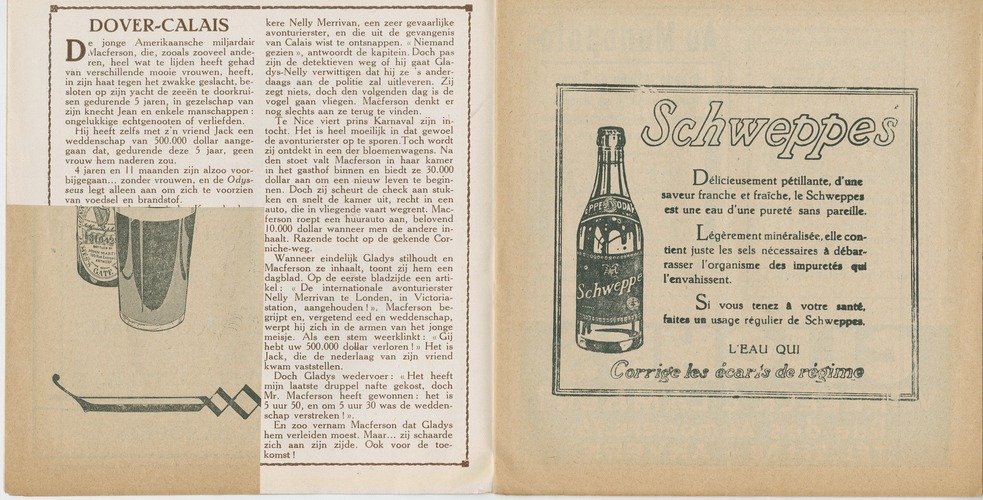 DOVER-CALAIS
De jonge Amerikaansche miljardair
Macferson, die, zooals zooveel ande-
ren, heel wat te lijden heeft gehad
van verschillende mooie vrouwen, heeft,
in zijn haat tegen het zwakke geslacht, be-
sloten op zijn yacht de zeeën te doorkrui-
sen gedurende 5 jaren, in gezelschap van
zijn knecht Jean en enkele manschappen :
ongelukkige echtgenooten of verliefden.
Hij heeft zelfs met z'n vriend Jack een
weddenschap van 500.000 dollar aange-
gaan dat, gedurende deze 5 jaar, geen
vrouw hem naderen zou.
4 jaren en 11 maanden zijn alzoo voor-
bijgegaan... zonder vrouwen, en de Odys-
seus legt alleen aan om zich te voorzien
van voedsel en brandstof.
kere Nelly Merrivan, een zeer gevaarlijke
avonturierster, en die uit de gevangenis
van Calais wist te ontsnappen. « Niemand
gezien », antwoordt de kapitein. Doch pas
zijn de detektieven weg of hij gaat Gla-
dys-Nelly verwittigen dat hij ze 's ander-
daags aan de politie zal uitleveren. Zij
zegt niets, doch den volgenden dag is de
vogel gaan vliegen. Macferson denkt er
nog slechts aan ze terug te vinden.
Te Nice viert prins Karnaval zijn in-
tocht. Het is heel moeilijk in dat gewoel
de avonturierster op te sporen. Toch wordt
zij ontdekt in een der bloemenwagens. Na
den stoet valt Macferson in haar kamer
in het gasthof binnen en biedt ze 30.000
dollar aan om een nieuw leven te begin-
nen. Doch zij scheurt de check aan stuk-
ken en snelt de kamer uit, recht in een
auto, die in vliegende vaart wegrent. Mac-
ferson roept een huurauto aan, belovend
10.000 dollar wanneer men de andere in-
haalt. Razende tocht op de gekende Cor-
niche-weg.
Wanneer eindelijk Gladys stilhoudt en
Macferson ze inhaalt, toont zij hem een
dagblad. Op de eerste bladzijde een arti-
kel : « De internationale avonturierster
Nelly Merrivan te Londen, in Victoria-
station, aangehouden ! ». Macferson be-
grijpt en, vergetend eed en weddenschap,
werpt hij zich in de armen van het jonge
meisje. Als een stem weerklinkt : « Gij
hebt uw 500.000 dollar verloren ! » Het is
Jack, die de nederlaag van zijn vriend
kwam vaststellen.
Doch Gladys wedervoer : « Het heeft
mijn laatste druppel nafte gekost, doch
Mr. Macferson heeft gewonnen : het is
5 uur 50, en om 5 uur 30 was de wedden-
schap verstreken ! ».
En zoo vernam Macferson dat Gladys
hem verleiden moest. Maar... zij schaarde
zich aan zijn zijde. Ook voor de toe-
komst !
Schweppes
Délicieusement pétillante, d'une
saveur franche et fraîche, le Schweppes
est une eau d'une pureté sans pareille.
Légèrement minéralisée, elle con-
tient juste les sels nécessaires à débar-
rasser l'organisme des impuretés qui
l'envahissent.
Si vous tenez à votre santé,
faites un usage régulier de Schweppes.
L'EAU QUI
Corrige les écarts de régime
Schweppe